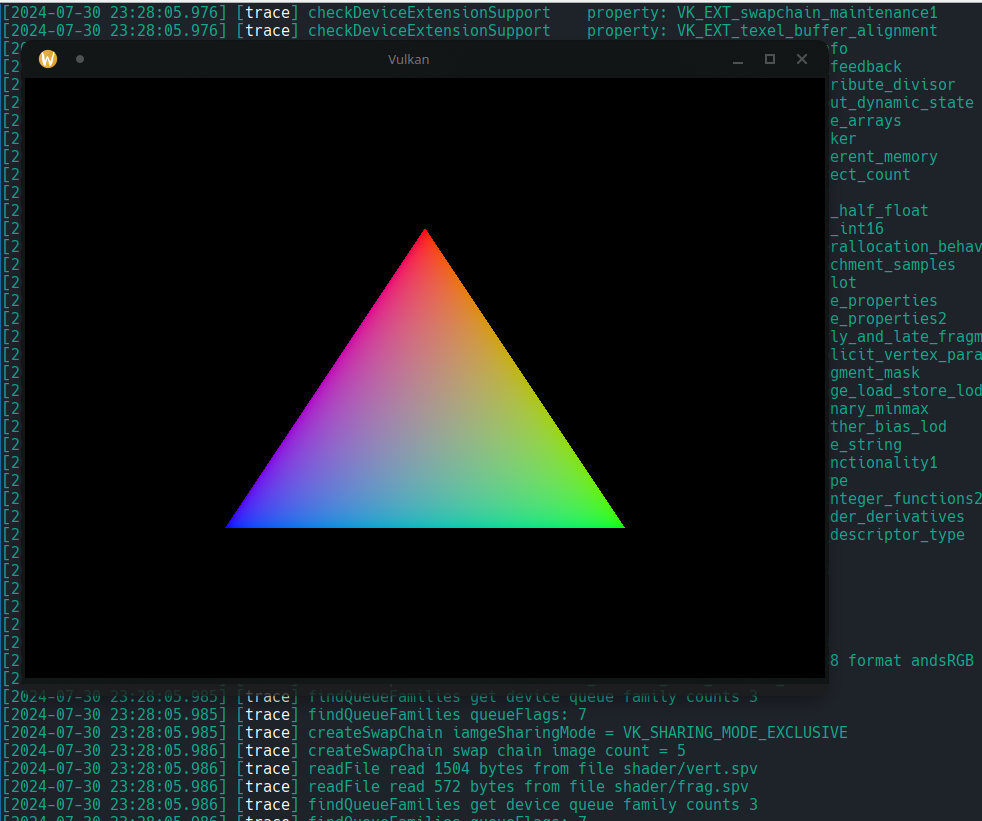 [2024-07-30 23:28:05.976] [trace] checkDeviceExtensionSupport    property: VK_EXT_swapchain_maintenance1
[2024-07-30 23:28:05.976] [trace] checkDeviceExtensionSupport    property: VK_EXT_texel_buffer_alignment
[20 fo
W Vulkan
[2 feedback
[2 ribute_divisor
[2 ut_dynamic_state
[2 e_arrays
[2 ker
[2 erent_memory
[2 ect_count
[2
[2 _half_float
[2 _int16
[2 rallocation_behav
[2 chment_samples
[2 lot
[2 e_properties
[2 e_properties2
[2 ly_and_late_fragm
[2 licit_vertex_para
[2 gment_mask
[2 ge_load_store_lod
[2 nary_minmax
[2 ther_bias_lod
[2 e_string
[2 nctionality1
[2 pe
[2 nteger_functions2
[2 der_derivatives
[2 descriptor_type
[2
[2
[2
[2
[2
[2
[2 8 format andsRGB
[2
[2024-07-30 23:28:05.985] [trace] findQueueFamilies get device queue family counts 3
[2024-07-30 23:28:05.985] [trace] findQueueFamilies queueFlags: 7
[2024-07-30 23:28:05.985] [trace] createSwapChain iamgeSharingMode = VK_SHARING_MODE_EXCLUSIVE
[2024-07-30 23:28:05.986] [trace] createSwapChain swap chain image count = 5
[2024-07-30 23:28:05.986] [trace] readFile read 1504 bytes from file shader/vert.spv
[2024-07-30 23:28:05.986] [trace] readFile read 572 bytes from file shader/frag.spv
[2024-07-30 23:28:05.986] [trace] findQueueFamilies get device queue family counts 3
[2024-07-30 23:28:05.986] [trace] findQueueFamilies queueFlags: 7